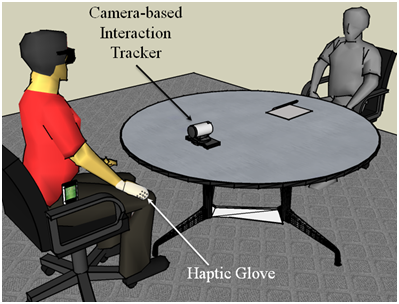 Camera-based
Interaction
Tracker
Haptic Glove